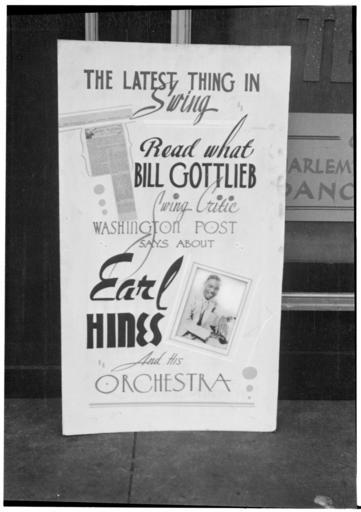 THE LATEST THING IN
Swing
Read what
BILL GOTTLIEB
Swing Critic
WASHINGTON POST
SAYS ABOUT
Earl
HINES
And His
ORCHESTRA
ARLEM
DANC